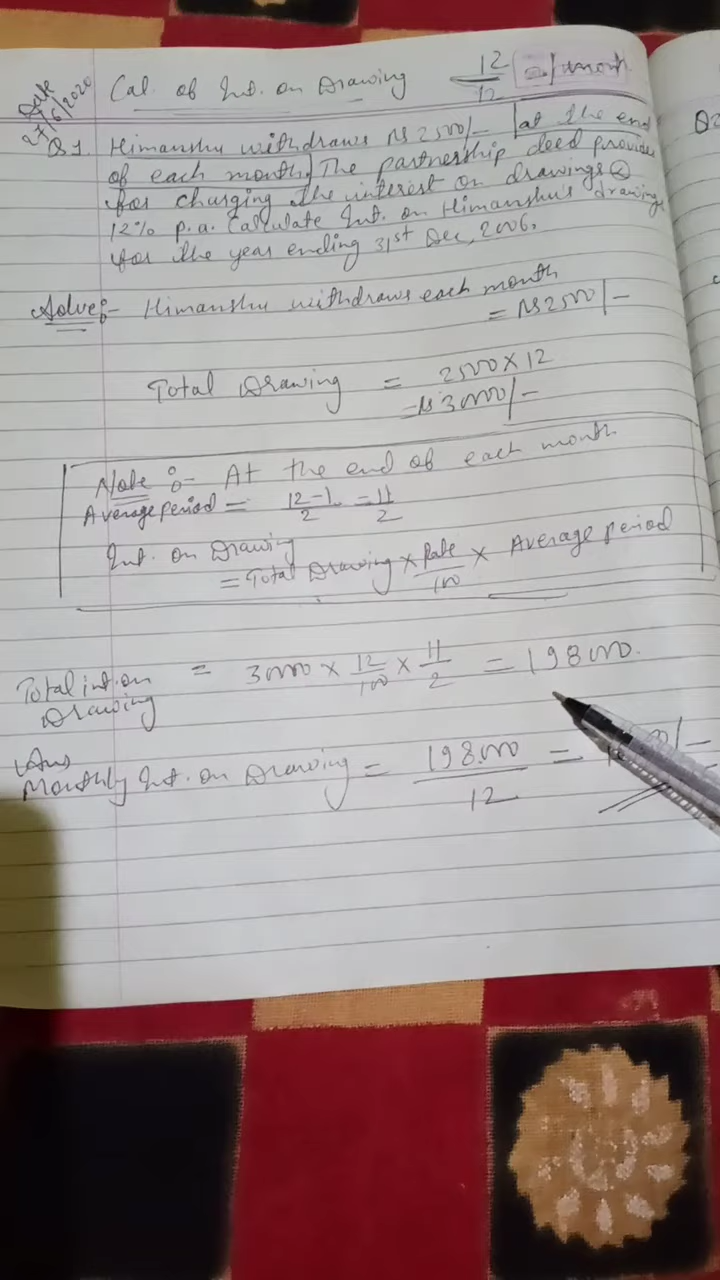 Date
27/6/2020
Cal. of Int. on Drawing 12/12 = 1/month
Q 1. Himanshu withdraws Rs 2500/- [at the end
of each month.] The partnership deed provides
for charging the interest on drawings @
12% p.a. Calculate Int. on Himanshu's drawings
for the year ending 31st Dec, 2006.
Solve:- Himanshu withdraws each month
= Rs 2500/-
Total Drawing = 2500 x 12
= Rs 30000/-
Note :- At the end of each month
Average period = 12-1/2 = 11/2
Int. on Drawing
= Total Drawing x Rate/100 x Average period
Total int. on Drawing = 30000 x 12/100 x 11/2 = 19800.
Ans
Monthly Int. on Drawing = 19800/12 =